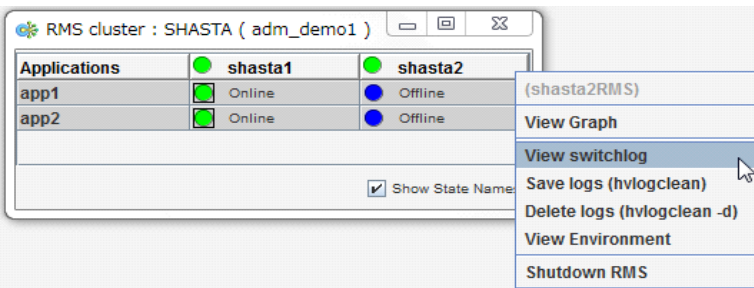 RMS cluster : SHASTA ( adm_demo1 )
Applications shasta1 shasta2
app1 Online Offline
app2 Online Offline
Show State Name
(shasta2RMS)
View Graph
View switchlog
Save logs (hvlogclean)
Delete logs (hvlogclean -d)
View Environment
Shutdown RMS